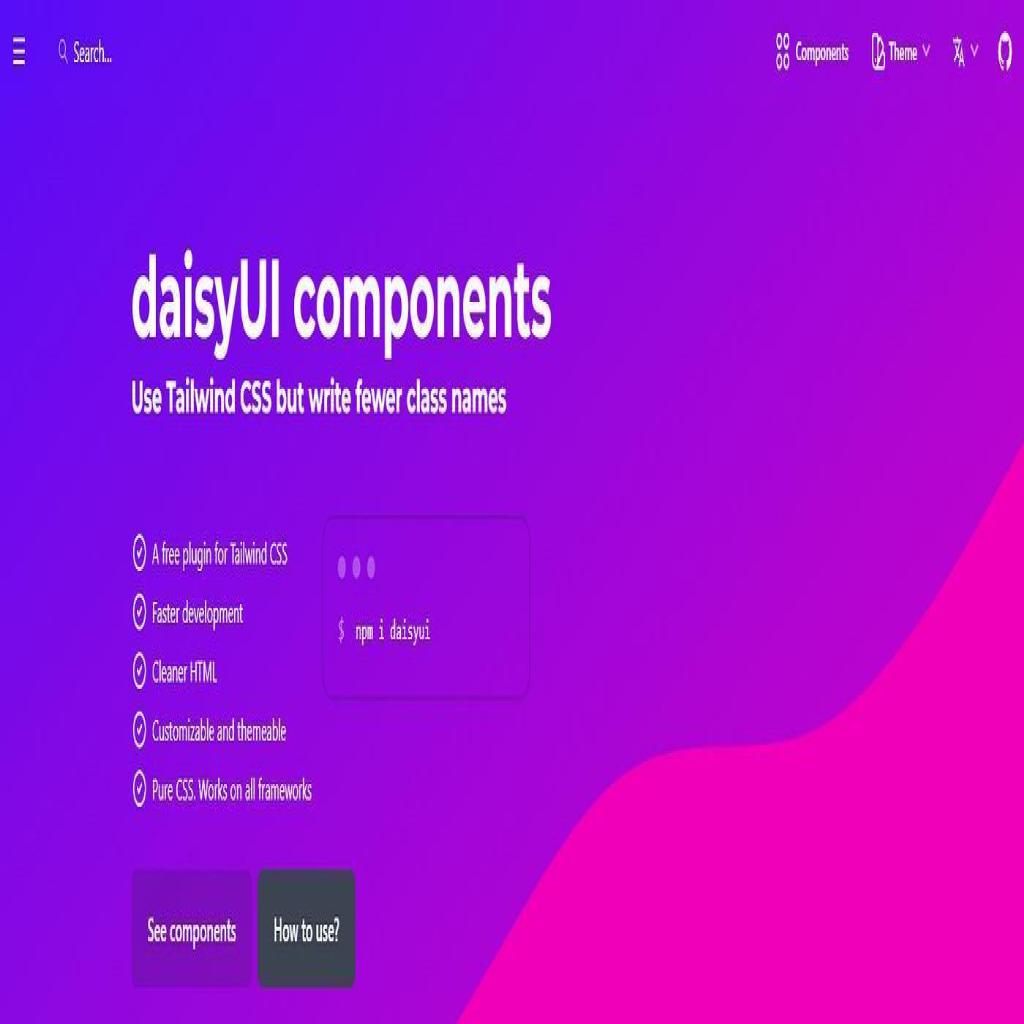 Search...
Components
Theme
daisyUI components
Use Tailwind CSS but write fewer class names
A free plugin for Tailwind CSS
Faster development
Cleaner HTML
Customizable and themeable
Pure CSS. Works on all frameworks
$ npm i daisyui
See components
How to use?